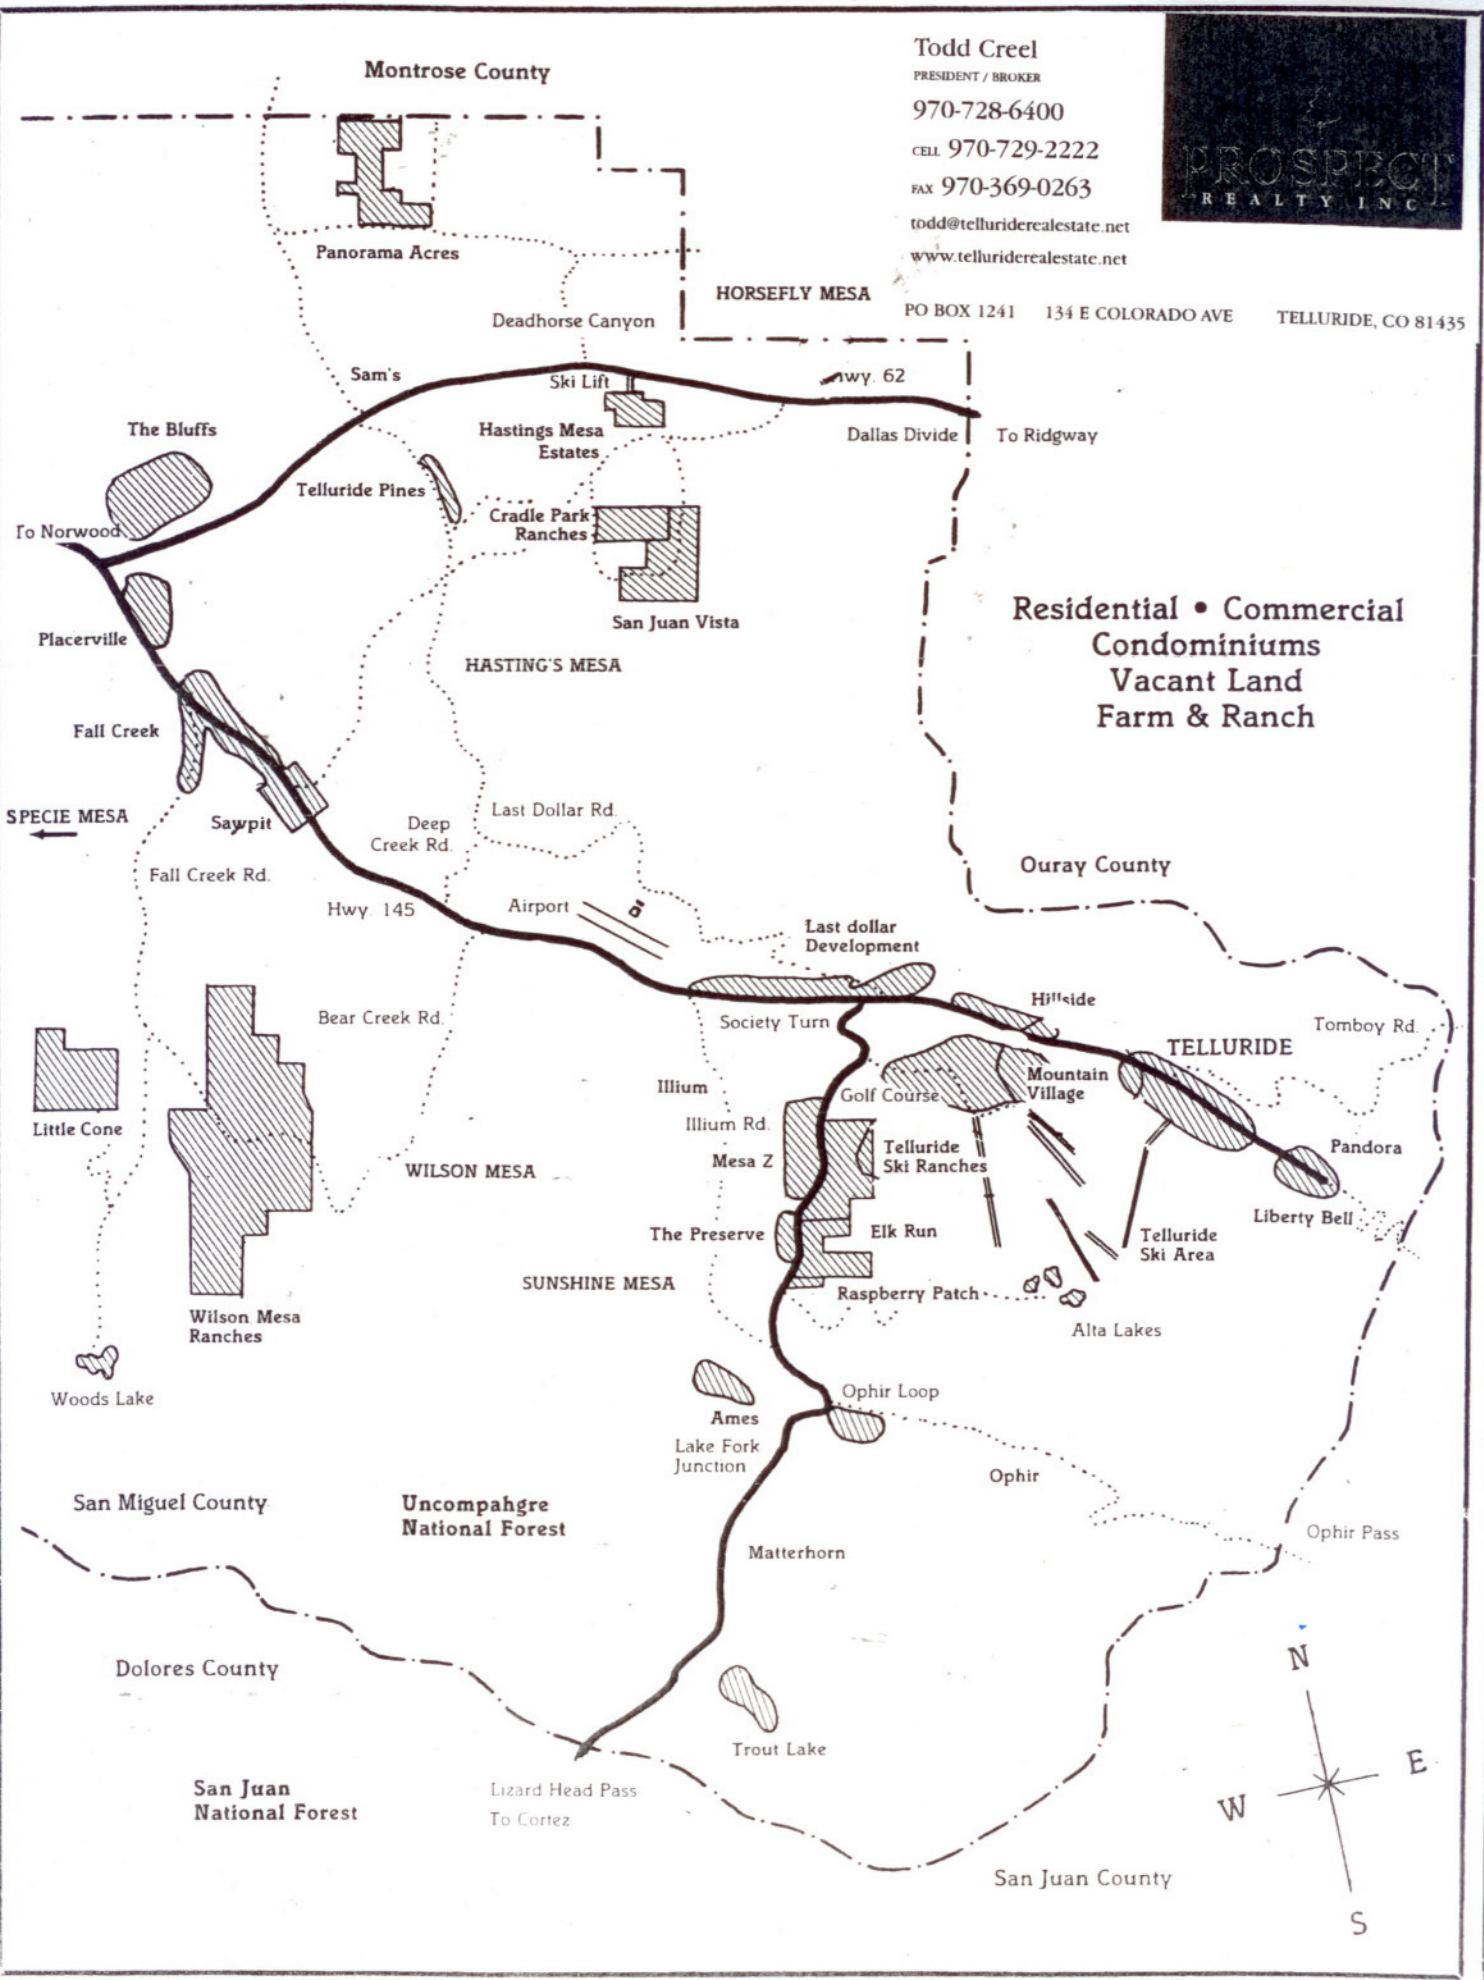 Todd Creel
PRESIDENT / BROKER
970-728-6400
CELL 970-729-2222
FAX 970-369-0263
todd@telluriderealestate.net
www.telluriderealestate.net
PROSPECT
REALTY INC
PO BOX 1241 134 E COLORADO AVE TELLURIDE, CO 81435
Montrose County
Panorama Acres
HORSEFLY MESA
Deadhorse Canyon
Sam's
Ski Lift
Hwy. 62
The Bluffs
Hastings Mesa
Estates
Dallas Divide
To Ridgway
Telluride Pines
Cradle Park
Ranches
To Norwood
San Juan Vista
Placerville
HASTING'S MESA
Residential • Commercial
Condominiums
Vacant Land
Farm & Ranch
Fall Creek
SPECIE MESA
Sawpit
Deep
Creek Rd.
Last Dollar Rd.
Fall Creek Rd.
Hwy. 145
Airport
Ouray County
Last dollar
Development
Hillside
Bear Creek Rd.
Society Turn
Tomboy Rd.
TELLURIDE
Illium
Golf Course
Mountain
Village
Little Cone
Illium Rd.
Mesa Z
Telluride
Ski Ranches
Pandora
WILSON MESA
The Preserve
Elk Run
Liberty Bell
Telluride
Ski Area
SUNSHINE MESA
Raspberry Patch
Wilson Mesa
Ranches
Alta Lakes
Woods Lake
Ophir Loop
Ames
Lake Fork
Junction
Ophir
San Miguel County
Uncompahgre
National Forest
Ophir Pass
Matterhorn
Dolores County
Trout Lake
San Juan
National Forest
Lizard Head Pass
To Cortez
San Juan County
N
E
W
S